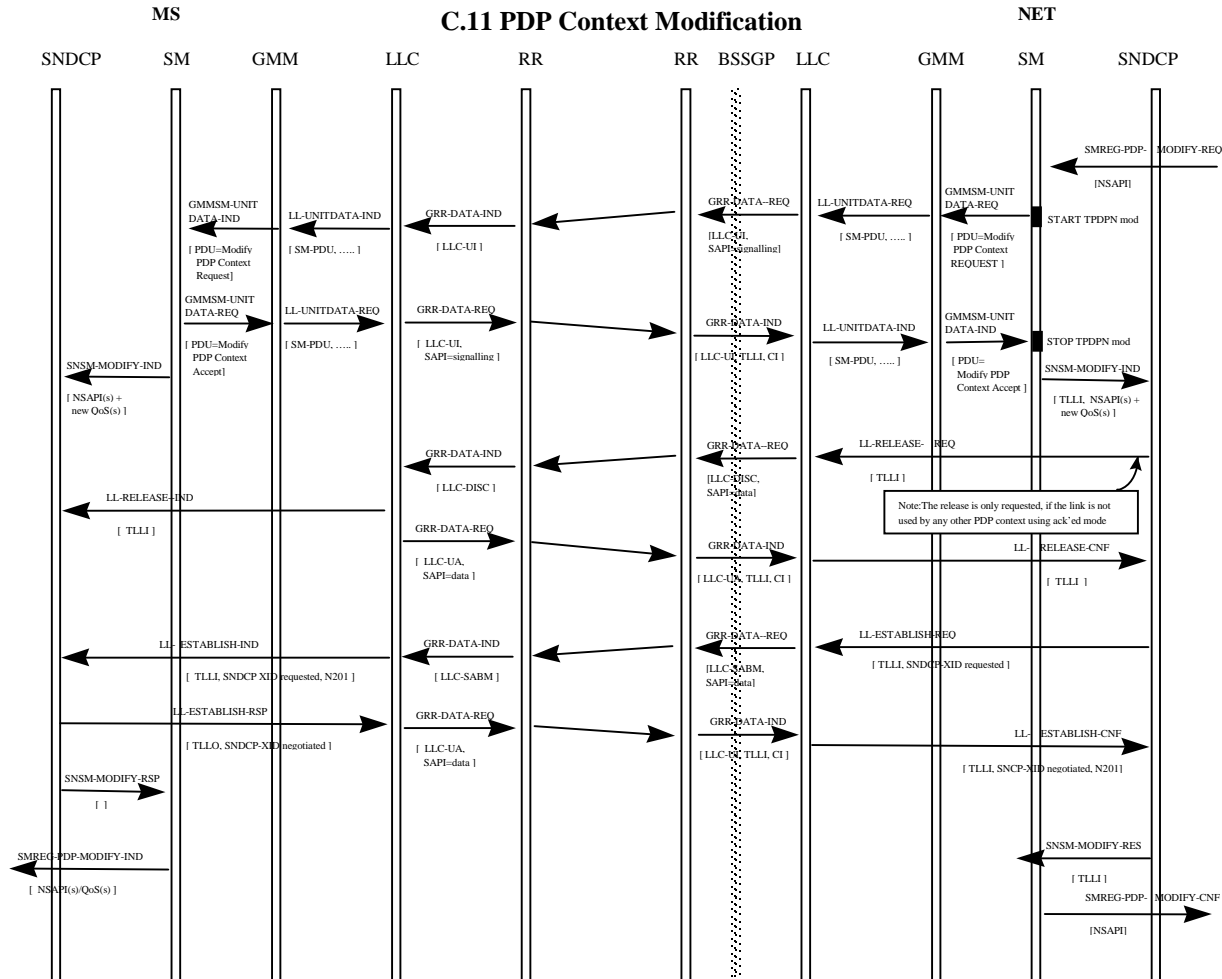 MS
C.11 PDP Context Modification
NET
SNDCP SM GMM LLC RR RR BSSGP LLC GMM SM SNDCP
SMREG-PDP- MODIFY-REQ
[NSAPI]
GMMSM-UNIT
DATA-IND
LL-UNITDATA-IND
GRR-DATA-IND
GRR-DATA--REQ
LL-UNITDATA-REQ
GMMSM-UNIT
DATA-REQ
START TPDPN mod
[ PDU=Modify
PDP Context
Request]
[ SM-PDU, ….. ]
[ LLC-UI ]
[LLC-UI,
SAPI=signalling
[ SM-PDU, ….. ]
[ PDU=Modify
PDP Context
REQUEST ]
GMMSM-UNIT
DATA-REQ
LL-UNITDATA-REQ
GRR-DATA-REQ
GRR-DATA-IND
LL-UNITDATA-IND
GMMSM-UNIT
DATA-IND
STOP TPDPN mod
[ PDU=Modify
PDP Context
Accept]
[ SM-PDU, ….. ]
[ LLC-UI,
SAPI=signalling ]
[ LLC-UI, TLLI, CI ]
[ SM-PDU, ….. ]
[ PDU=
Modify PDP
Context Accept ]
SNSM-MODIFY-IND
[ NSAPI(s) +
new QoS(s) ]
SNSM-MODIFY-IND
[ TLLI, NSAPI(s) +
new QoS(s) ]
GRR-DATA-IND
GRR-DATA--REQ
LL-RELEASE- REQ
[ LLC-DISC ]
[LLC-DISC,
SAPI=data]
[ TLLI ]
Note:The release is only requested, if the link is not
used by any other PDP context using ack'ed mode
LL-RELEASE--IND
[ TLLI ]
GRR-DATA-REQ
GRR-DATA-IND
LL- RELEASE-CNF
[ LLC-UA,
SAPI=data ]
[ LLC-UA, TLLI, CI ]
[ TLLI ]
LL- ESTABLISH-IND
GRR-DATA-IND
GRR-DATA--REQ
LL-ESTABLISH-REQ
[ TLLI, SNDCP XID requested, N201 ]
[ LLC-SABM ]
[LLC-SABM,
SAPI=data]
[ TLLI, SNDCP-XID requested ]
LL-ESTABLISH-RSP
GRR-DATA-REQ
GRR-DATA-IND
LL- ESTABLISH-CNF
[ TLLO, SNDCP-XID negotiated ]
[ LLC-UA,
SAPI=data ]
[ LLC-UI, TLLI, CI ]
[ TLLI, SNCP-XID negotiated, N201]
SNSM-MODIFY-RSP
[ ]
SMREG-PDP-MODIFY-IND
[ NSAPI(s)/QoS(s) ]
SNSM-MODIFY-RES
[ TLLI ]
SMREG-PDP- MODIFY-CNF
[NSAPI]